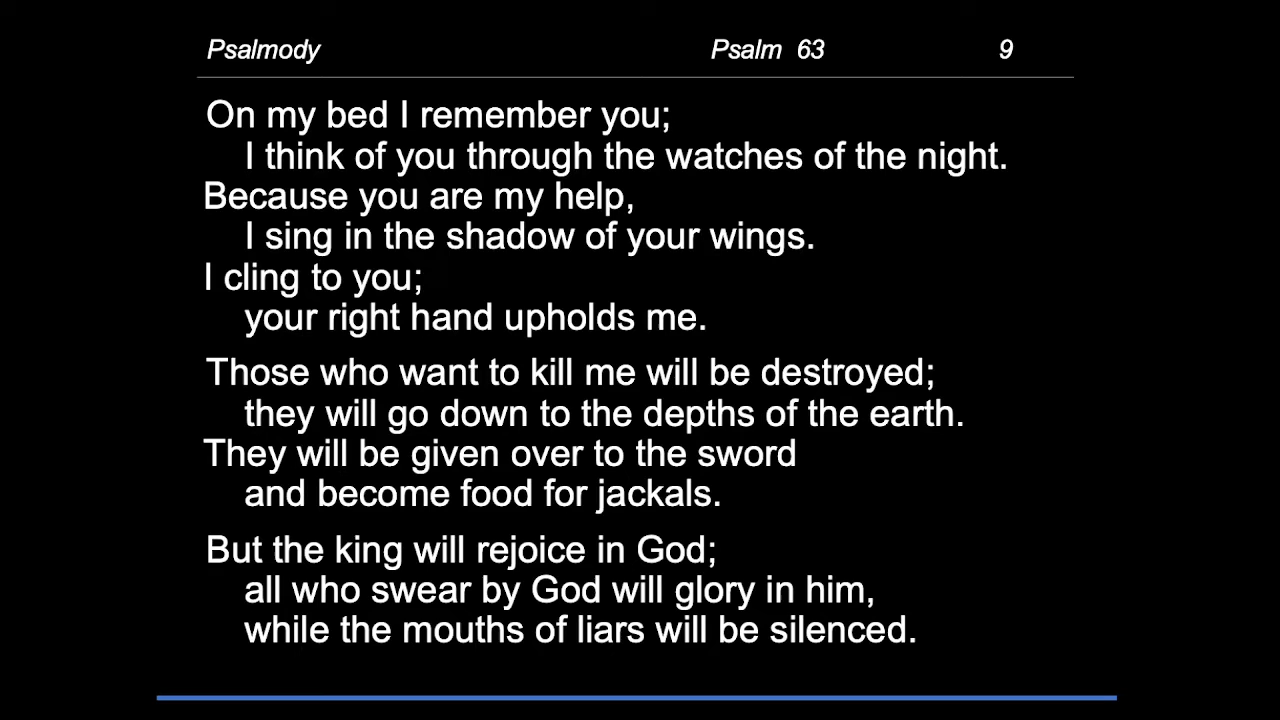 Psalmody Psalm 63 9
On my bed I remember you;
I think of you through the watches of the night.
Because you are my help,
I sing in the shadow of your wings.
I cling to you;
your right hand upholds me.
Those who want to kill me will be destroyed;
they will go down to the depths of the earth.
They will be given over to the sword
and become food for jackals.
But the king will rejoice in God;
all who swear by God will glory in him,
while the mouths of liars will be silenced.